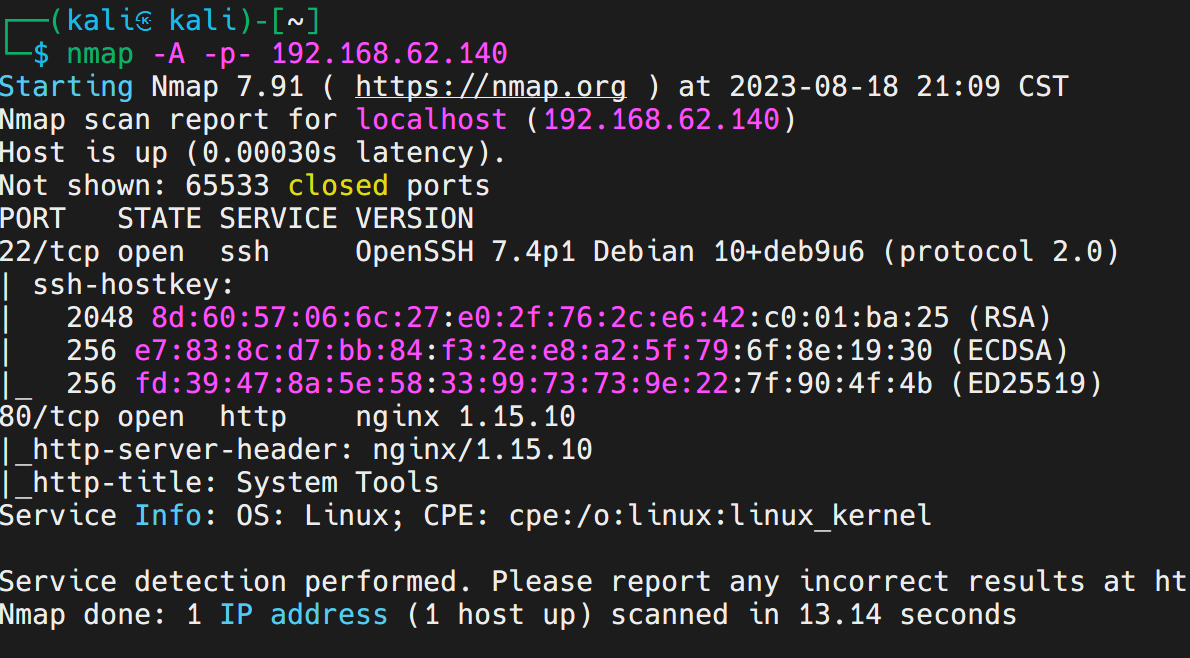 ┌──(kali㉿kali)-[~]
└─$ nmap -A -p- 192.168.62.140
Starting Nmap 7.91 ( https://nmap.org ) at 2023-08-18 21:09 CST
Nmap scan report for localhost (192.168.62.140)
Host is up (0.00030s latency).
Not shown: 65533 closed ports
PORT   STATE SERVICE VERSION
22/tcp open  ssh     OpenSSH 7.4p1 Debian 10+deb9u6 (protocol 2.0)
| ssh-hostkey:
|   2048 8d:60:57:06:6c:27:e0:2f:76:2c:e6:42:c0:01:ba:25 (RSA)
|   256 e7:83:8c:d7:bb:84:f3:2e:e8:a2:5f:79:6f:8e:19:30 (ECDSA)
|_  256 fd:39:47:8a:5e:58:33:99:73:73:9e:22:7f:90:4f:4b (ED25519)
80/tcp open  http    nginx 1.15.10
|_http-server-header: nginx/1.15.10
|_http-title: System Tools
Service Info: OS: Linux; CPE: cpe:/o:linux:linux_kernel
Service detection performed. Please report any incorrect results at ht
Nmap done: 1 IP address (1 host up) scanned in 13.14 seconds